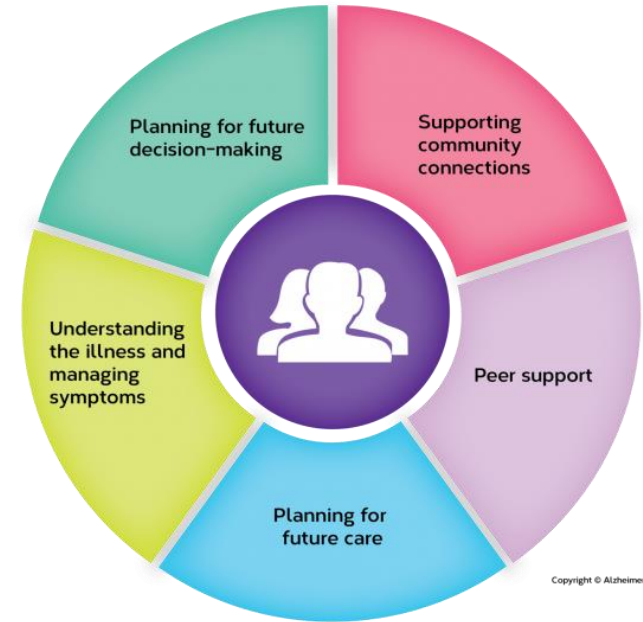 Planning for future
decision-making
Supporting
community
connections
Understanding
the illness and
managing
symptoms
Peer support
Planning for
future care
Copyright © Alzheimer